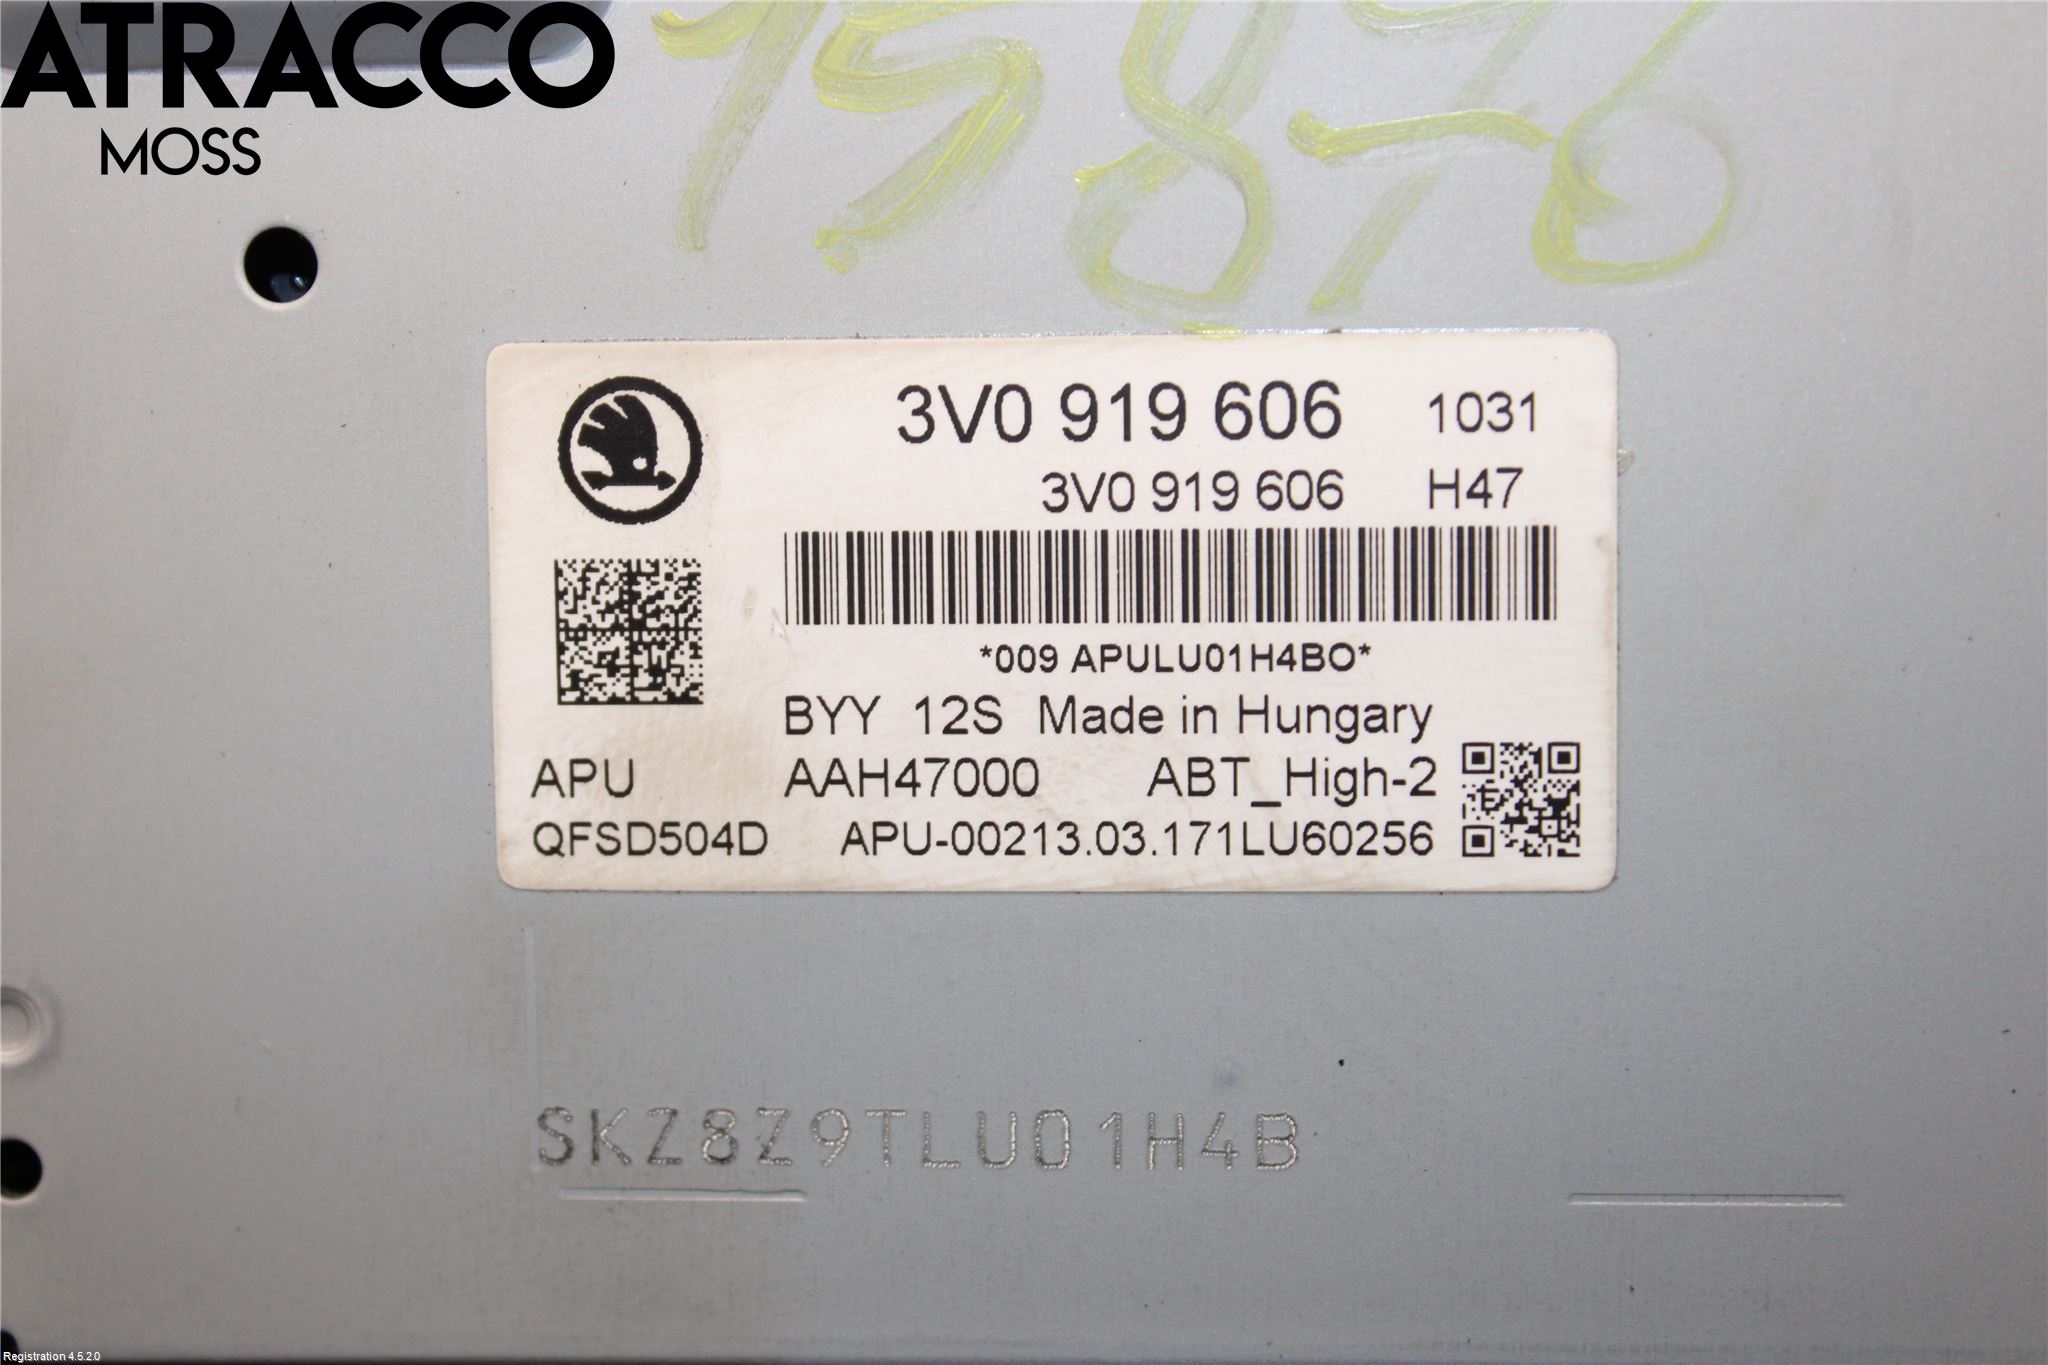 ATRACCO
MOSS
15876
3V0 919 606 1031
3V0 919 606 H47
*009 APULU01H4BO*
BYY 12S Made in Hungary
APU AAH47000 ABT_High-2
QFSD504D APU-00213.03.171LU60256
SKZ8Z9TLU01H4B
Registration 4.5.2.0